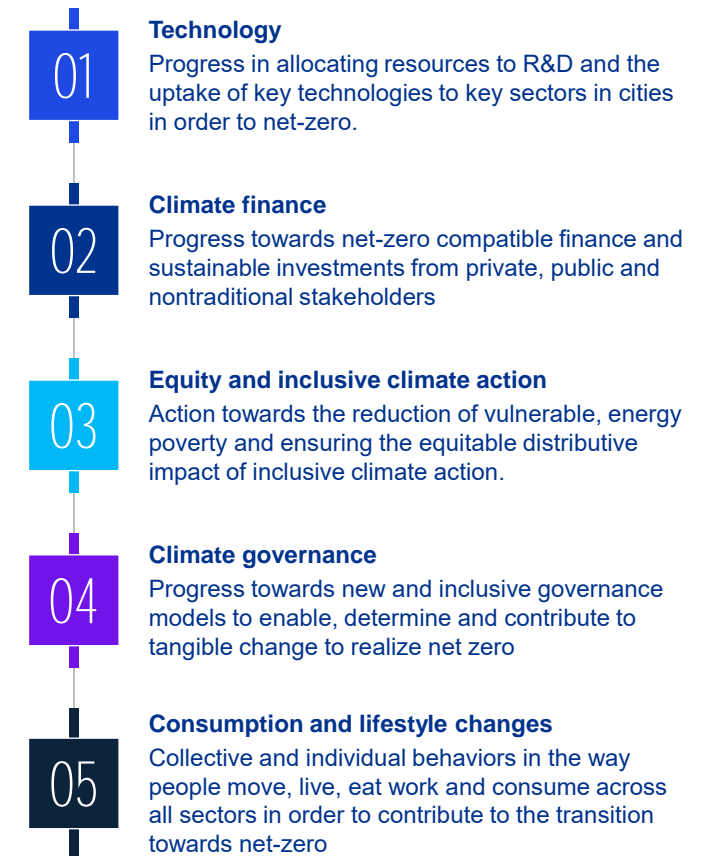 01
Technology
Progress in allocating resources to R&D and the
uptake of key technologies to key sectors in cities
in order to net-zero.
02
Climate finance
Progress towards net-zero compatible finance and
sustainable investments from private, public and
nontraditional stakeholders
03
Equity and inclusive climate action
Action towards the reduction of vulnerable, energy
poverty and ensuring the equitable distributive
impact of inclusive climate action.
04
Climate governance
Progress towards new and inclusive governance
models to enable, determine and contribute to
tangible change to realize net zero
05
Consumption and lifestyle changes
Collective and individual behaviors in the way
people move, live, eat work and consume across
all sectors in order to contribute to the transition
towards net-zero